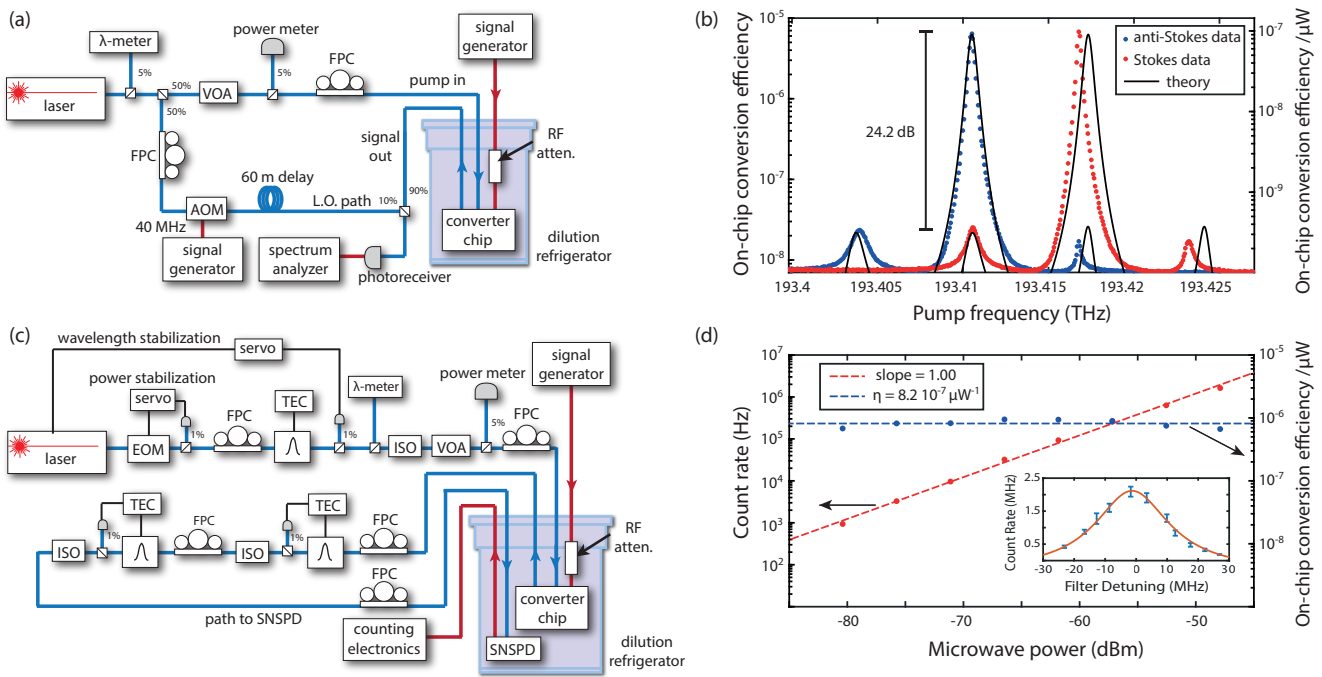 (a)
λ-meter
5%
laser
50%
50%
VOA
power meter
5%
FPC
pump in
signal
generator
FPC
signal
out
RF
atten.
60 m delay
L.O. path
10%
90%
AOM
40 MHz
signal
generator
spectrum
analyzer
photoreceiver
converter
chip
dilution
refrigerator
(b)
On-chip conversion efficiency
10-5
10-6
10-7
10-8
24.2 dB
anti-Stokes data
Stokes data
theory
10-7
10-8
10-9
On-chip conversion efficiency /μW
193.4
193.405
193.41
193.415
193.42
193.425
Pump frequency (THz)
(c)
wavelength stabilization
servo
power stabilization
servo
laser
EOM
1%
FPC
TEC
1%
λ-meter
ISO
VOA
power meter
5%
FPC
signal
generator
ISO
TEC
1%
FPC
ISO
TEC
1%
FPC
FPC
path to SNSPD
counting
electronics
SNSPD
converter
chip
RF
atten.
dilution
refrigerator
(d)
Count rate (Hz)
107
106
105
104
103
102
101
slope = 1.00
η = 8.2 10-7 μW-1
10-5
10-6
10-7
10-8
On-chip conversion efficiency /μW
Count Rate (MHz)
2.5
1.5
0.5
-30
-20
-10
0
10
20
30
Filter Detuning (MHz)
-80
-70
-60
-50
Microwave power (dBm)